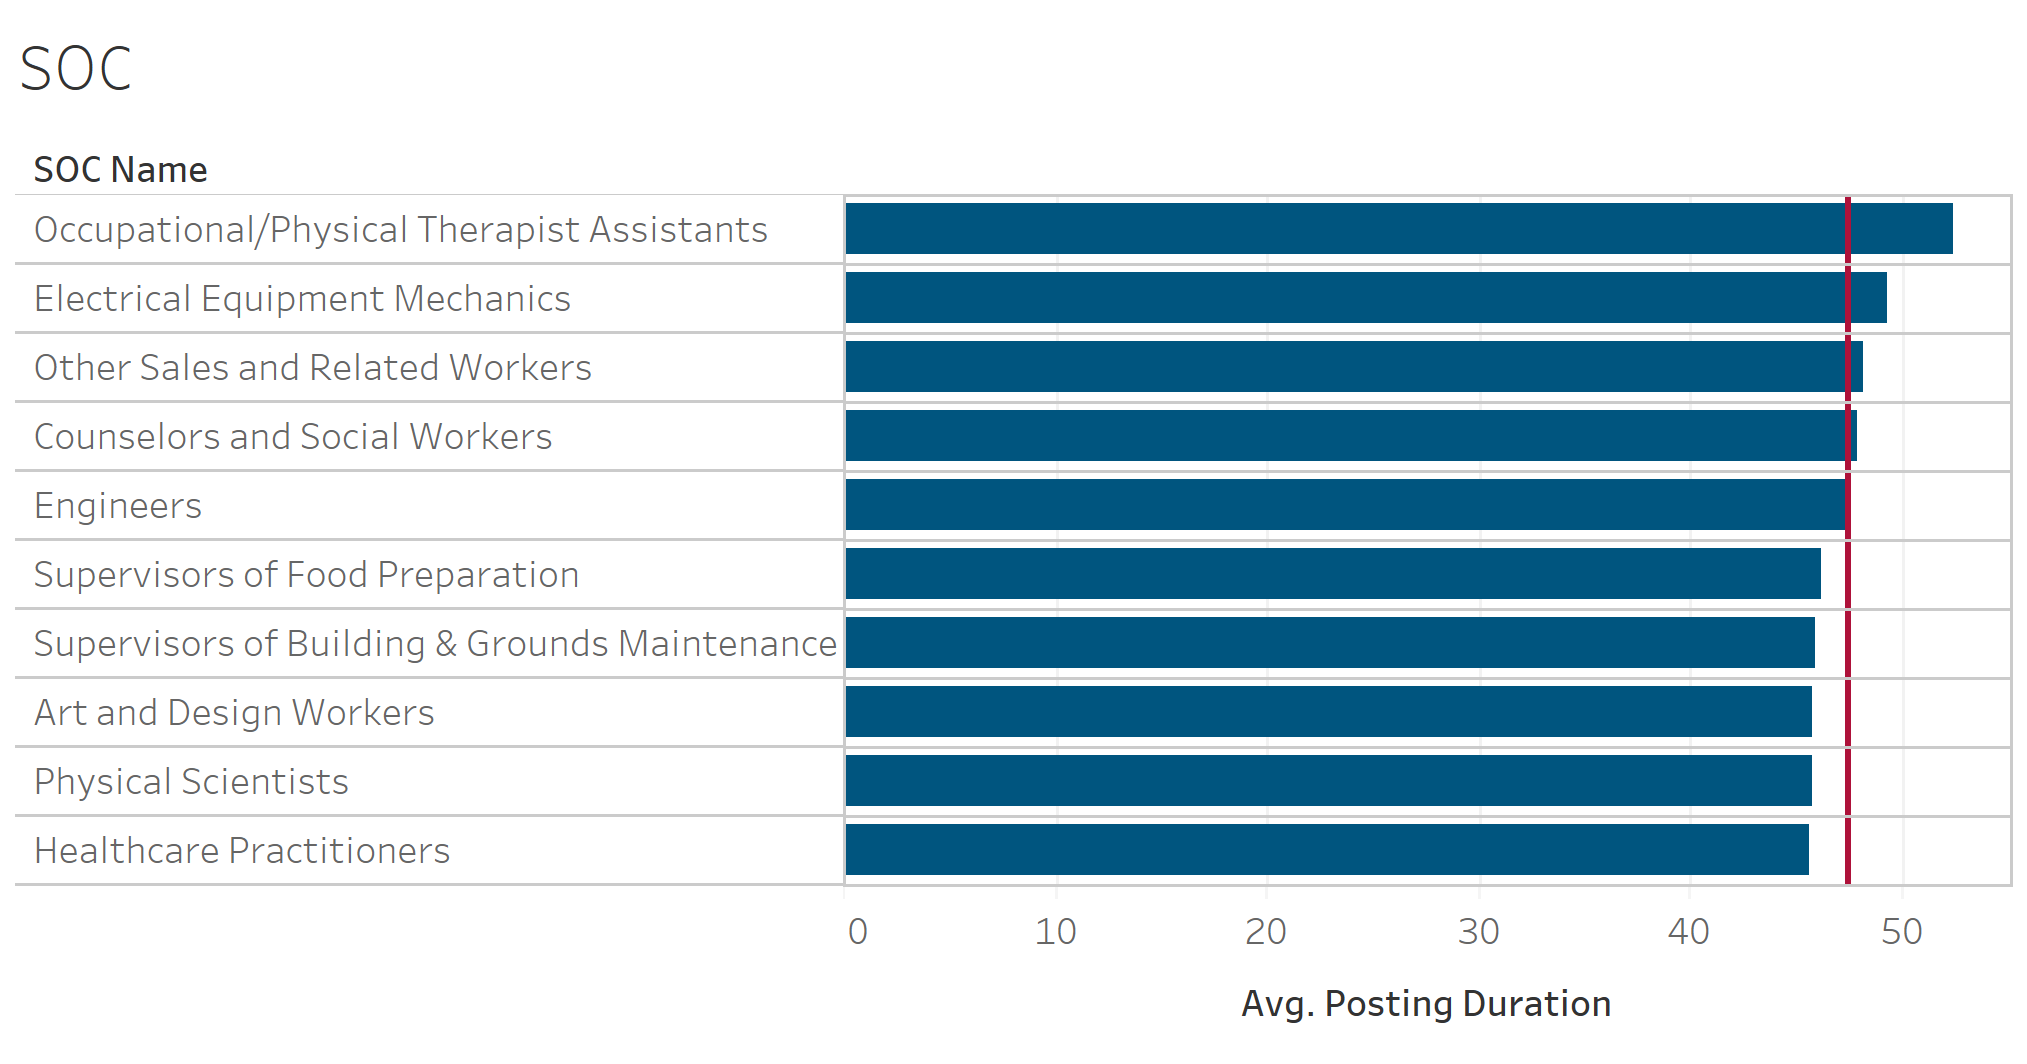 SOC
SOC Name
Occupational/Physical Therapist Assistants
Electrical Equipment Mechanics
Other Sales and Related Workers
Counselors and Social Workers
Engineers
Supervisors of Food Preparation
Supervisors of Building & Grounds Maintenance
Art and Design Workers
Physical Scientists
Healthcare Practitioners
0 10 20 30 40 50
Avg. Posting Duration